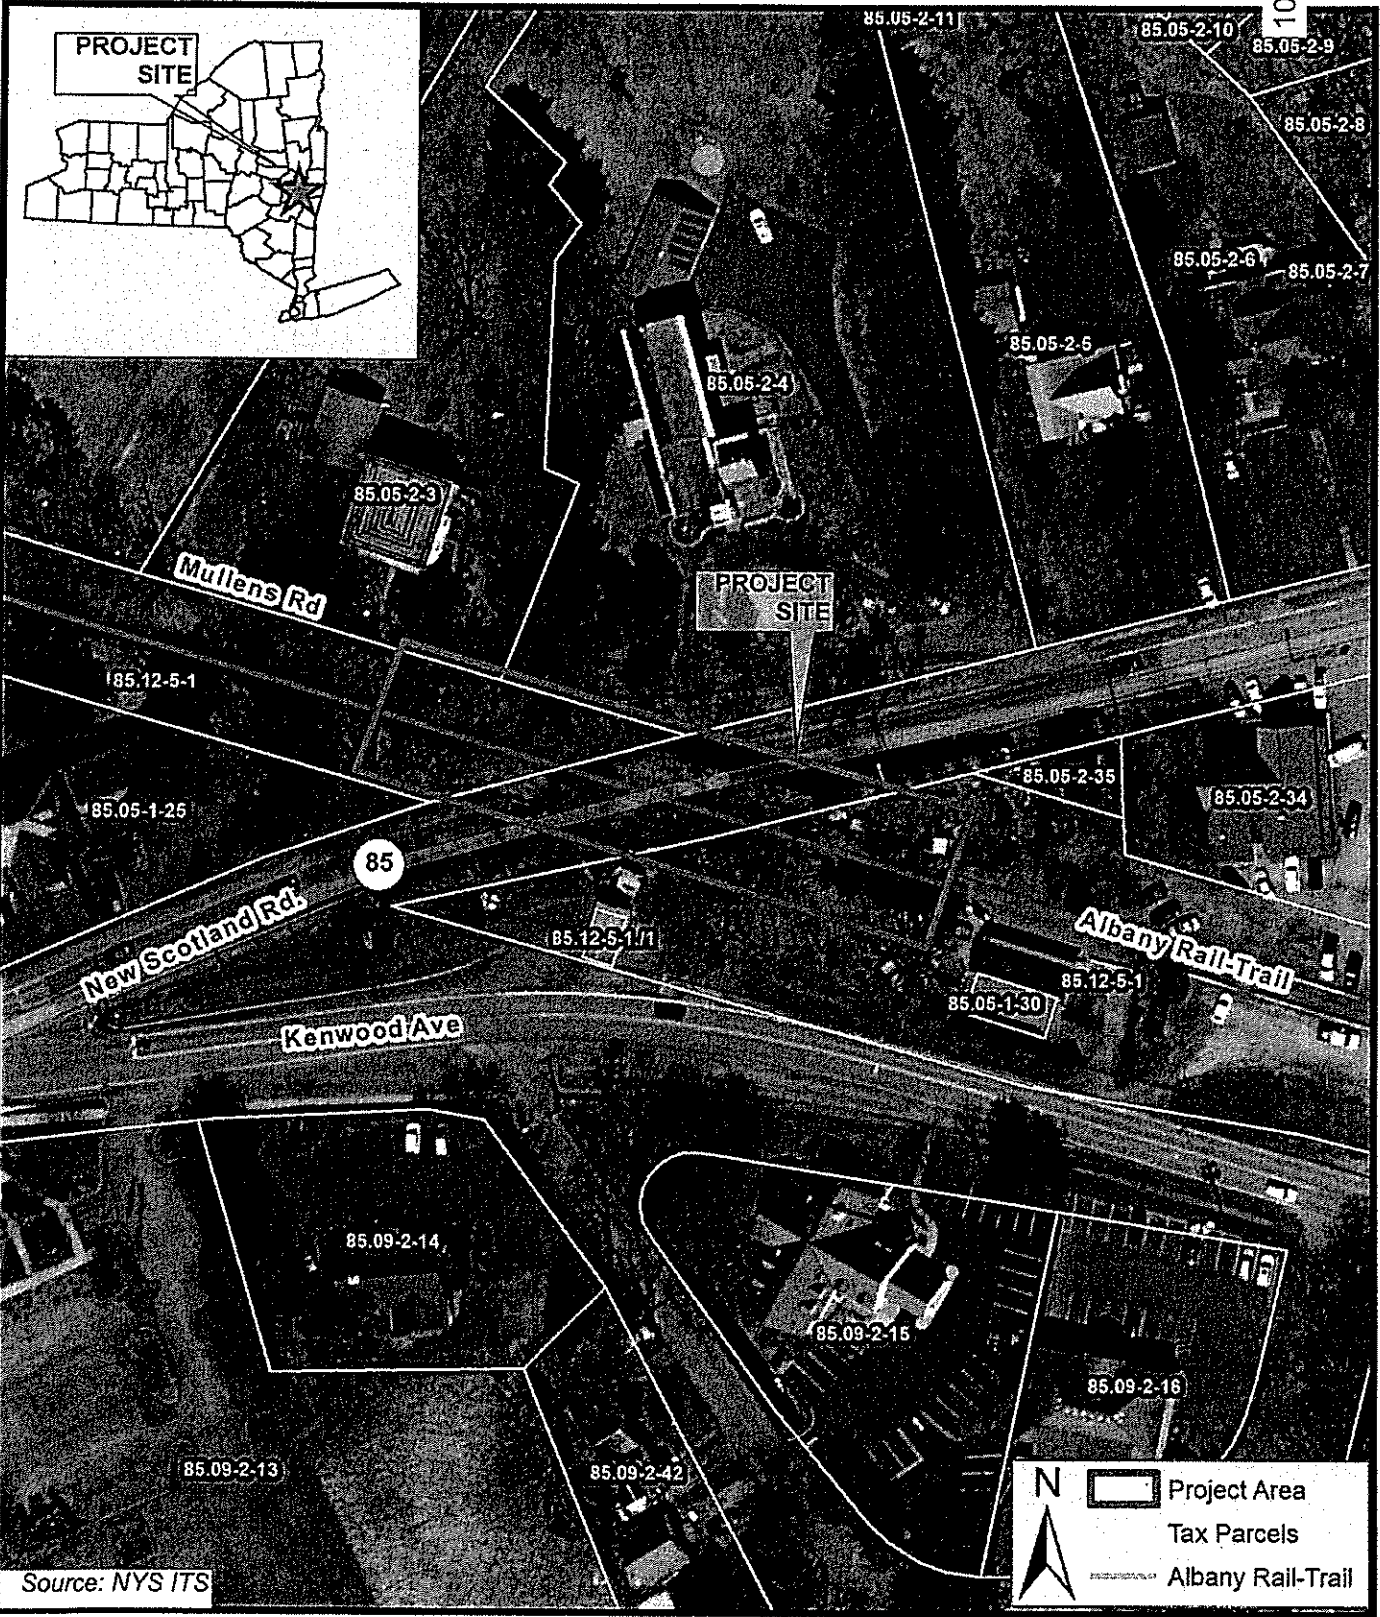 10
PROJECT
SITE
85.05-2-11
85.05-2-10
85.05-2-9
85.05-2-8
85.05-2-6
85.05-2-7
85.05-2-5
85.05-2-4
85.05-2-3
Mullens Rd
PROJECT
SITE
85.12-5-1
85.05-2-35
85.05-2-34
85.05-1-25
85
New Scotland Rd.
85.12-5-1./1
Albany Rail-Trail
85.12-5-1
85.05-1-30
Kenwood Ave
85.09-2-14
85.09-2-15
85.09-2-16
85.09-2-13
85.09-2-42
N
Project Area
Tax Parcels
Albany Rail-Trail
Source: NYS ITS